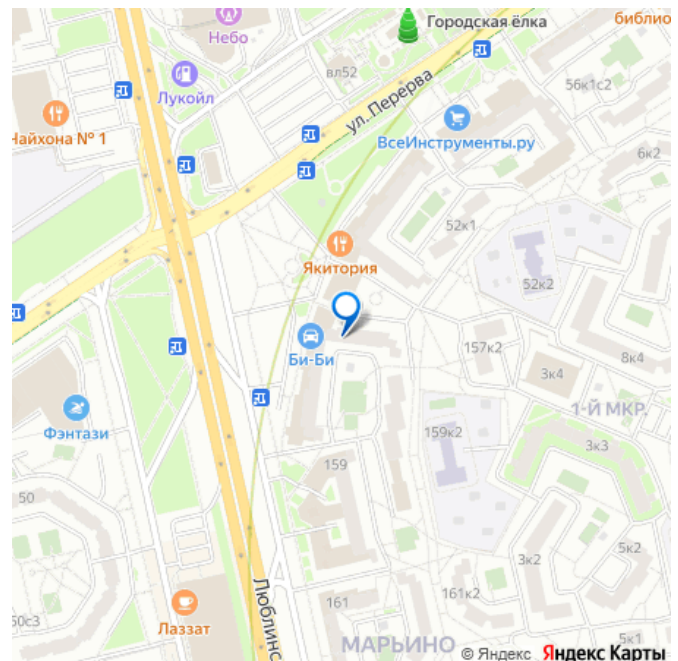 Городская ёлка
библио
Небо
вл52
Лукойл
56к1с2
ул. Перерва
Чайхона № 1
ВсеИнструменты.ру
6к2
52к1
Якитория
52к2
Би-Би
157к2
8к4
3к4
Фэнтази
1-Й МКР.
159к2
3к3
159
50
5к2
3к2
Люблинс
161к2
161
50с3
Лаззат
МАРЬИНО
5к1
© Яндекс Яндекс Карты